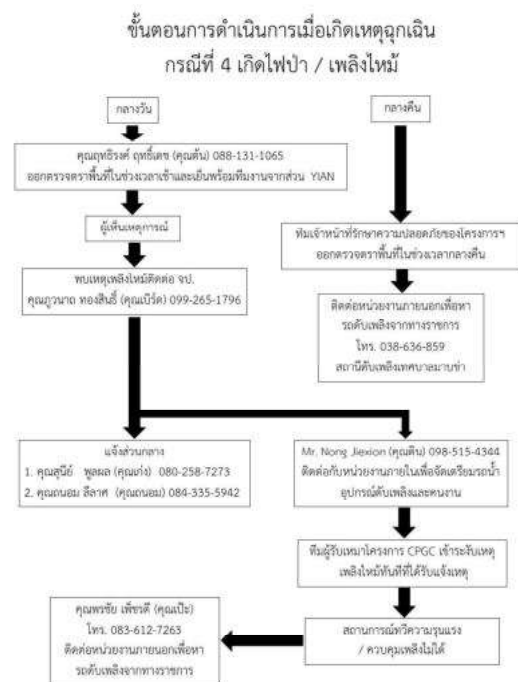 ขั้นตอนการดำเนินการเมื่อเกิดเหตุฉุกเฉิน
กรณีที่ 4 เกิดไฟป่า / เพลิงไหม้
กลางวัน
คุณฤทธิรงค์ ฤทธิ์เดช (คุณต้น) 088-131-1065
ออกตรวจตราพื้นที่ในช่วงเวลาเช้าและเย็นพร้อมทีมงานจากส่วน YIAN
ผู้เห็นเหตุการณ์
พบเหตุเพลิงไหม้ติดต่อ จป.
คุณภูวนาถ ทองสินธิ์ (คุณเบิร์ด) 099-265-1796
กลางคืน
ทีมเจ้าหน้าที่รักษาความปลอดภัยของโครงการฯ
ออกตรวจตราพื้นที่ในช่วงเวลากลางคืน
ติดต่อหน่วยงานภายนอกเพื่อหา
รถดับเพลิงจากทางราชการ
โทร. 038-636-859
สถานีดับเพลิงเทศบาลมาบข่า
แจ้งส่วนกลาง
1. คุณสุนีย์ พูลผล (คุณเก่ง) 080-258-7273
2. คุณถนอม ลีลาศ (คุณถนอม) 084-335-5942
Mr. Nong Jiexion (คุณติน) 098-515-4344
ติดต่อกับหน่วยงานภายในเพื่อจัดเตรียมรถน้ำ
อุปกรณ์ดับเพลิงและคนงาน
ทีมผู้รับเหมาโครงการ CPGC เข้าระงับเหตุ
เพลิงไหม้ทันทีที่ได้รับแจ้งเหตุ
สถานการณ์ทวีความรุนแรง
/ ควบคุมเพลิงไม่ได้
คุณพรชัย เพ็ชรดี (คุณเป๊ะ)
โทร. 083-612-7263
ติดต่อหน่วยงานภายนอกเพื่อหา
รถดับเพลิงจากทางราชการ